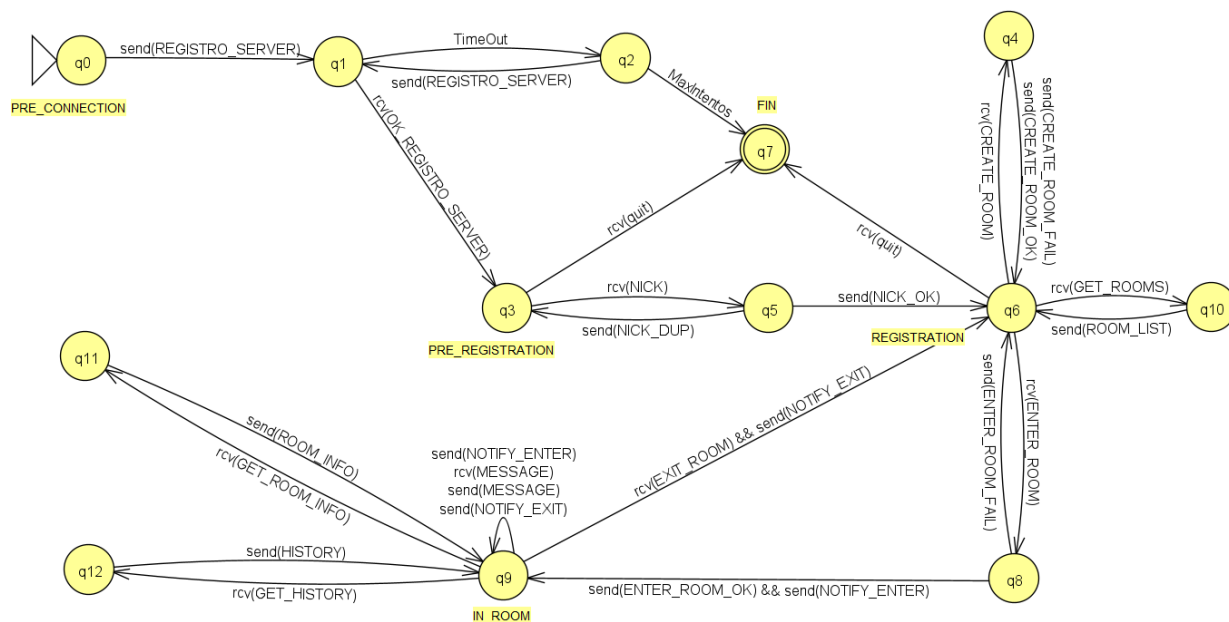 q0
PRE_CONNECTION
send(REGISTRO_SERVER)
q1
TimeOut
send(REGISTRO_SERVER)
q2
MaxIntentos
FIN
q7
rcv(OK_REGISTRO_SERVER)
rcv(quit)
rcv(quit)
q4
rcv(CREATE_ROOM)
send(CREATE_ROOM_FAIL)
send(CREATE_ROOM_OK)
q3
PRE_REGISTRATION
rcv(NICK)
send(NICK_DUP)
q5
send(NICK_OK)
q6
REGISTRATION
rcv(GET_ROOMS)
send(ROOM_LIST)
q10
q11
send(ROOM_INFO)
rcv(GET_ROOM_INFO)
send(NOTIFY_ENTER)
rcv(MESSAGE)
send(MESSAGE)
send(NOTIFY_EXIT)
rcv(EXIT_ROOM) && send(NOTIFY_EXIT)
send(ENTER_ROOM_FAIL)
rcv(ENTER_ROOM)
q12
send(HISTORY)
rcv(GET_HISTORY)
q9
IN_ROOM
send(ENTER_ROOM_OK) && send(NOTIFY_ENTER)
q8